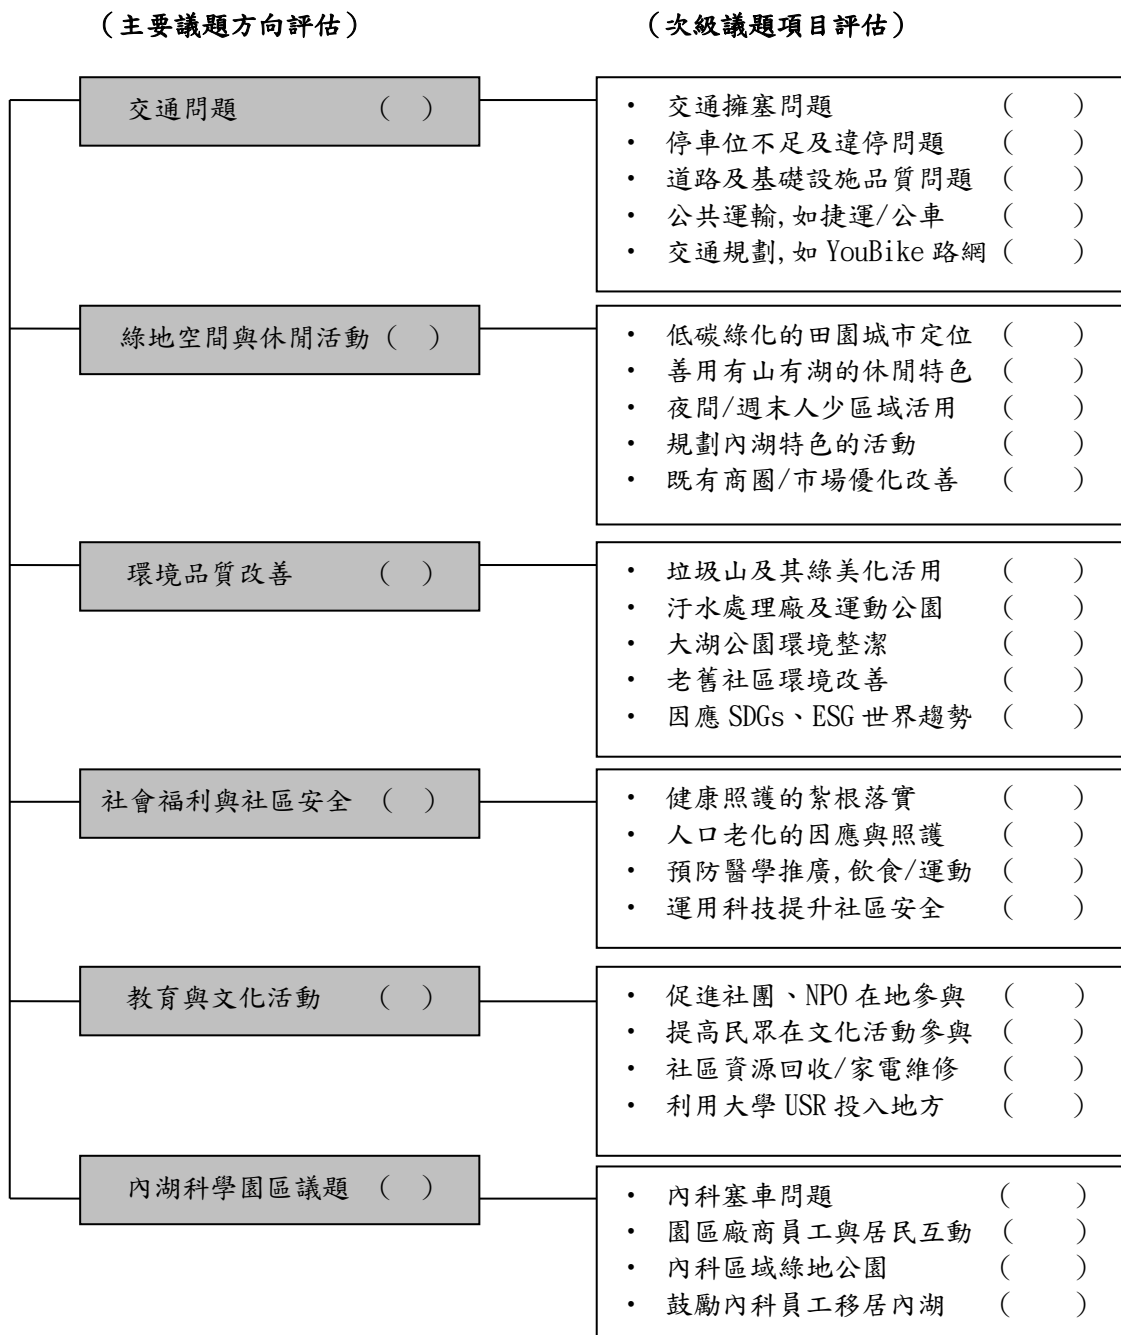 （主要議題方向評估） （次級議題項目評估）
交通問題 （ ）
· 交通擁塞問題 （ ）
· 停車位不足及違停問題 （ ）
· 道路及基礎設施品質問題 （ ）
· 公共運輸,如捷運/公車 （ ）
· 交通規劃,如 YouBike 路網 （ ）
綠地空間與休閒活動 （ ）
· 低碳綠化的田園城市定位 （ ）
· 善用有山有湖的休閒特色 （ ）
· 夜間/週末人少區域活用 （ ）
· 規劃內湖特色的活動 （ ）
· 既有商圈/市場優化改善 （ ）
環境品質改善 （ ）
· 垃圾山及其綠美化活用 （ ）
· 汙水處理廠及運動公園 （ ）
· 大湖公園環境整潔 （ ）
· 老舊社區環境改善 （ ）
· 因應 SDGs、ESG 世界趨勢 （ ）
社會福利與社區安全 （ ）
· 健康照護的紮根落實 （ ）
· 人口老化的因應與照護 （ ）
· 預防醫學推廣,飲食/運動 （ ）
· 運用科技提升社區安全 （ ）
教育與文化活動 （ ）
· 促進社團、NPO 在地參與 （ ）
· 提高民眾在文化活動參與 （ ）
· 社區資源回收/家電維修 （ ）
· 利用大學 USR 投入地方 （ ）
內湖科學園區議題 （ ）
· 內科塞車問題 （ ）
· 園區廠商員工與居民互動 （ ）
· 內科區域綠地公園 （ ）
· 鼓勵內科員工移居內湖 （ ）